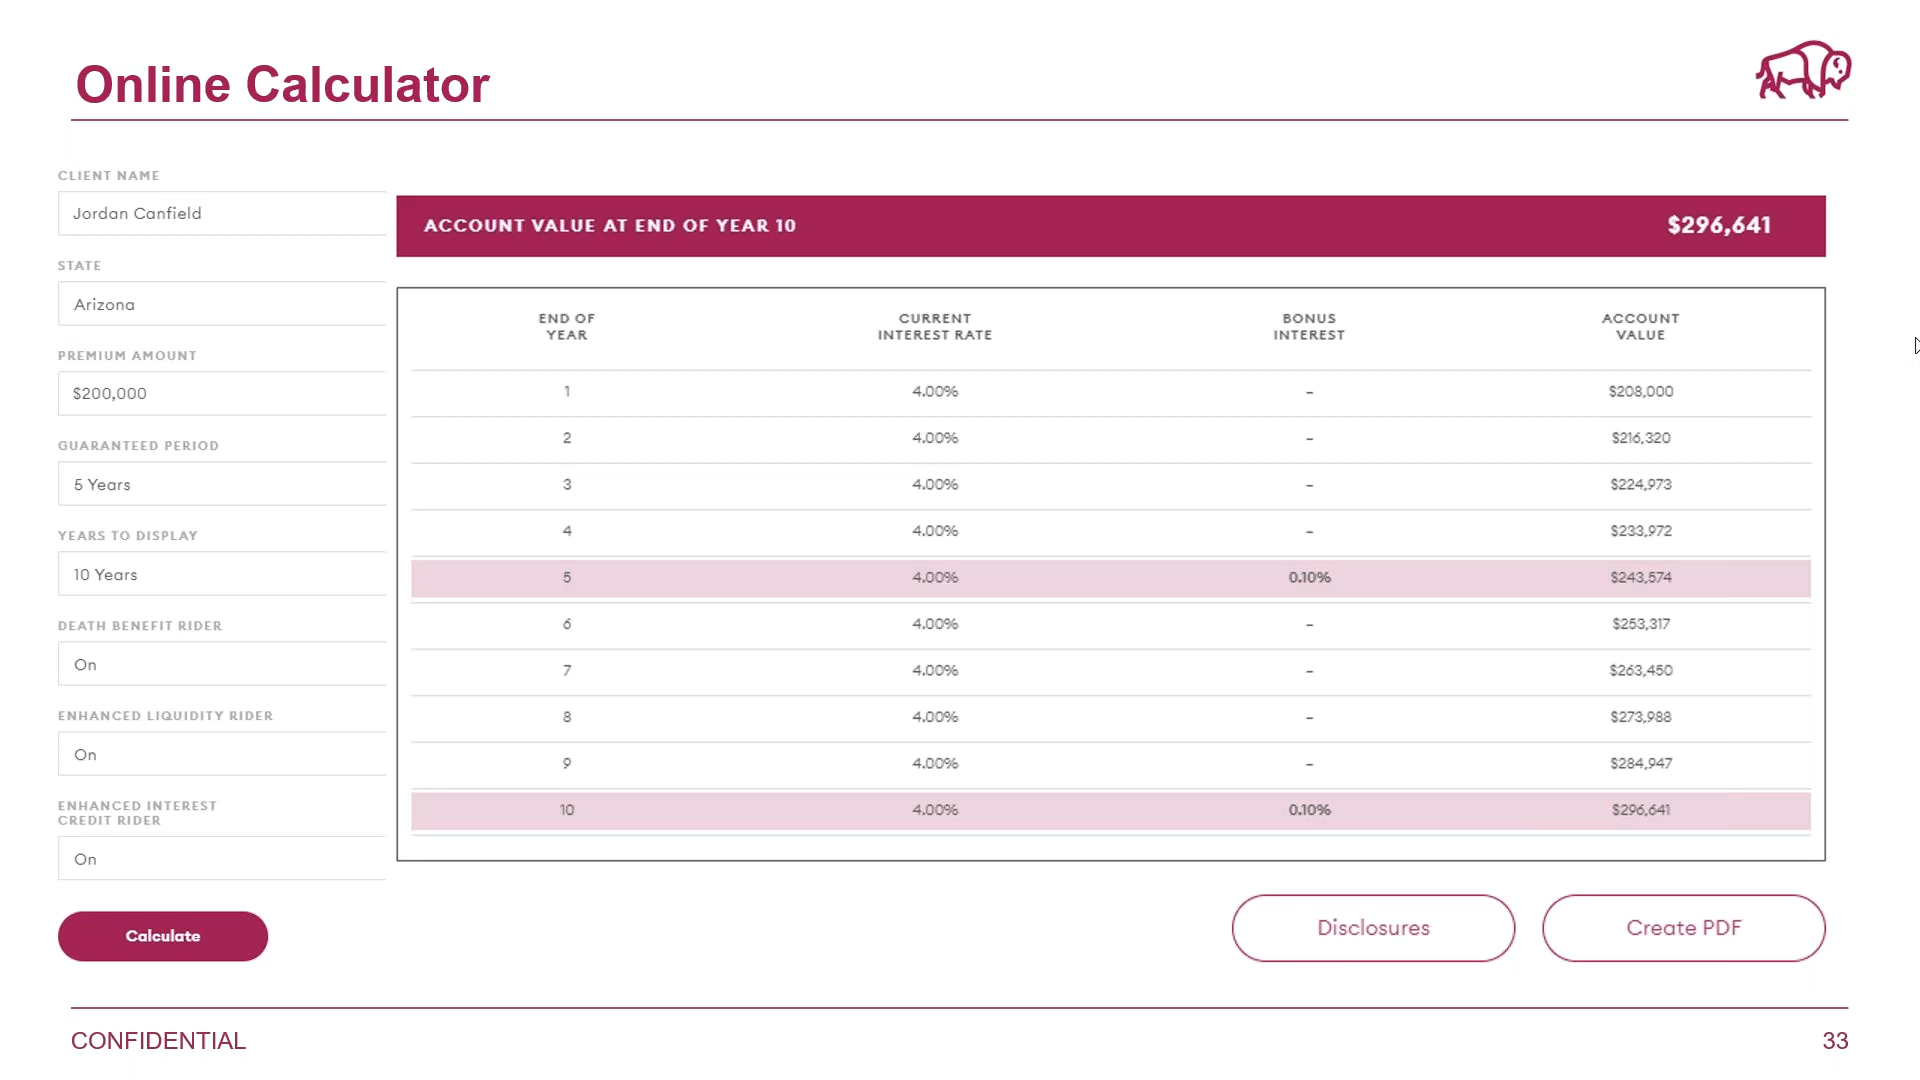 Online Calculator
CLIENT NAME
Jordan Canfield
STATE
Arizona
PREMIUM AMOUNT
$200,000
GUARANTEED PERIOD
5 Years
YEARS TO DISPLAY
10 Years
DEATH BENEFIT RIDER
On
ENHANCED LIQUIDITY RIDER
On
ENHANCED INTEREST
CREDIT RIDER
On
Calculate
ACCOUNT VALUE AT END OF YEAR 10 $296,641
END OF CURRENT BONUS ACCOUNT
YEAR INTEREST RATE INTEREST VALUE
1 4.00% – $208,000
2 4.00% – $216,320
3 4.00% – $224,973
4 4.00% – $233,972
5 4.00% 0.10% $243,574
6 4.00% – $253,317
7 4.00% – $263,450
8 4.00% – $273,988
9 4.00% – $284,947
10 4.00% 0.10% $296,641
Disclosures Create PDF
CONFIDENTIAL 33